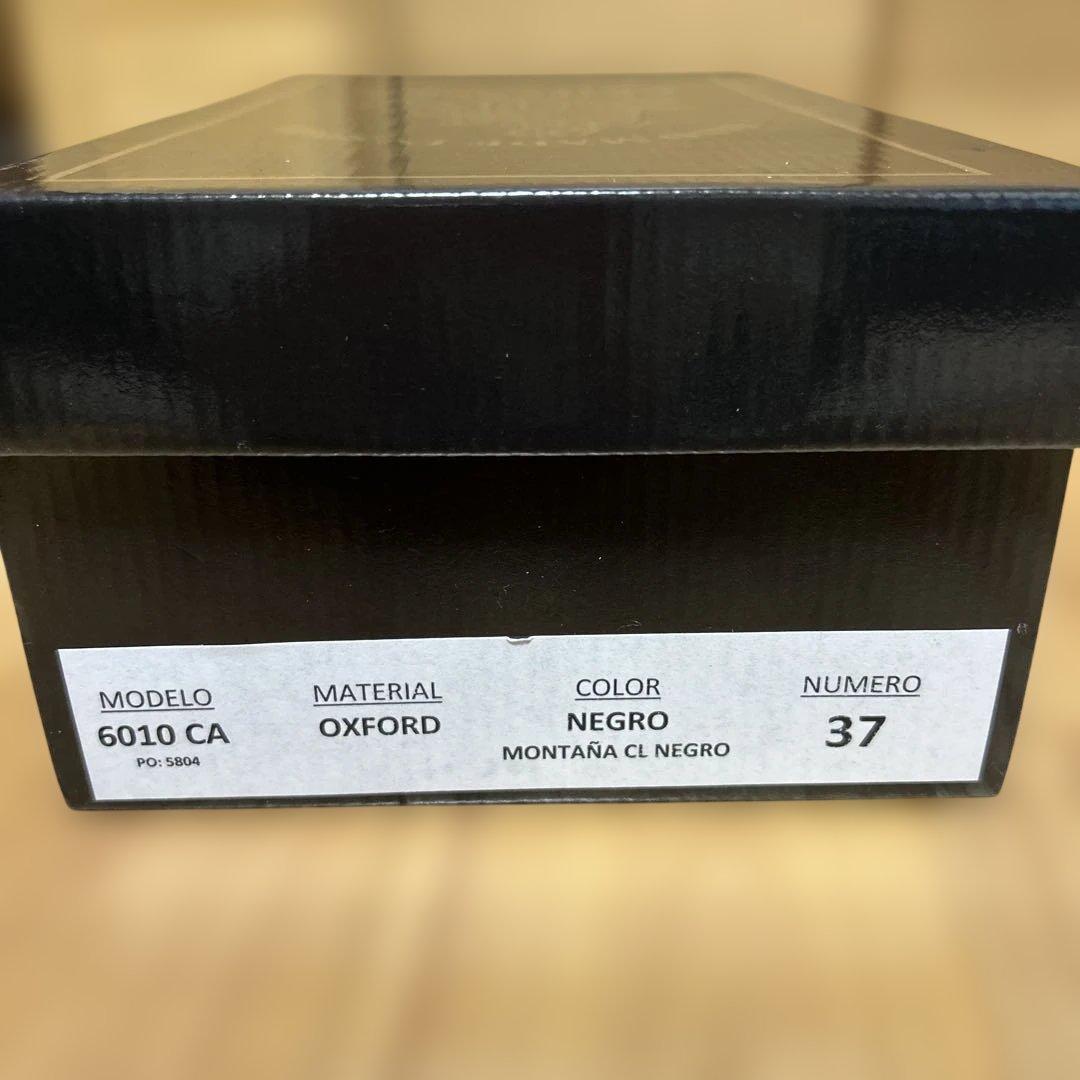 MODELO
6010 CA
PO: 5804
MATERIAL
OXFORD
COLOR
NEGRO
MONTAÑA CL NEGRO
NUMERO
37